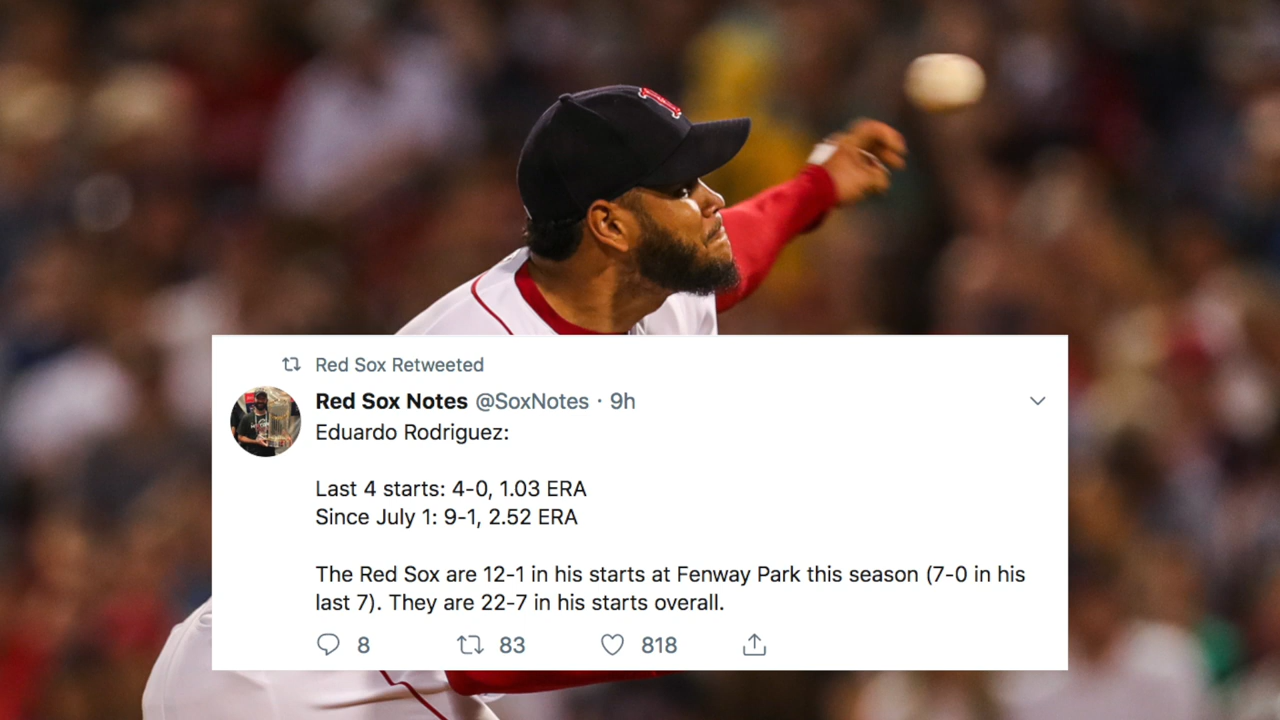 Red Sox Retweeted
Red Sox Notes @SoxNotes · 9h
Eduardo Rodriguez:
Last 4 starts: 4-0, 1.03 ERA
Since July 1: 9-1, 2.52 ERA
The Red Sox are 12-1 in his starts at Fenway Park this season (7-0 in his
last 7). They are 22-7 in his starts overall.
8 83 818